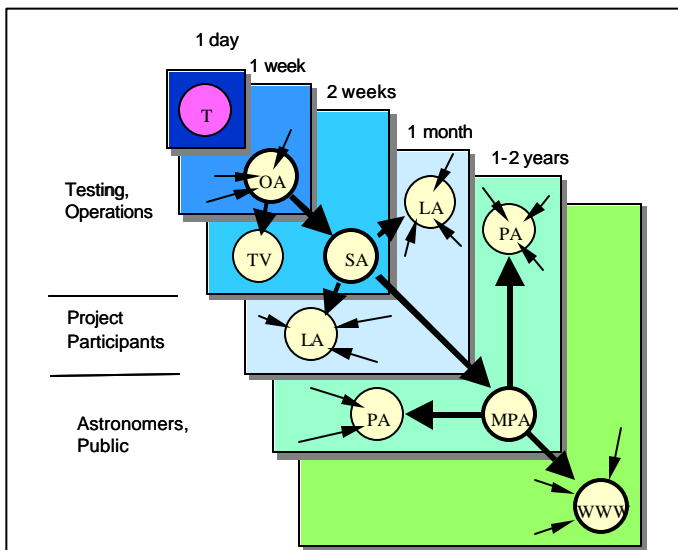 1 day
1 week
2 weeks
1 month
1-2 years
T
OA
TV
SA
LA
LA
PA
PA
MPA
WWW
Testing,
Operations
Project
Participants
Astronomers,
Public